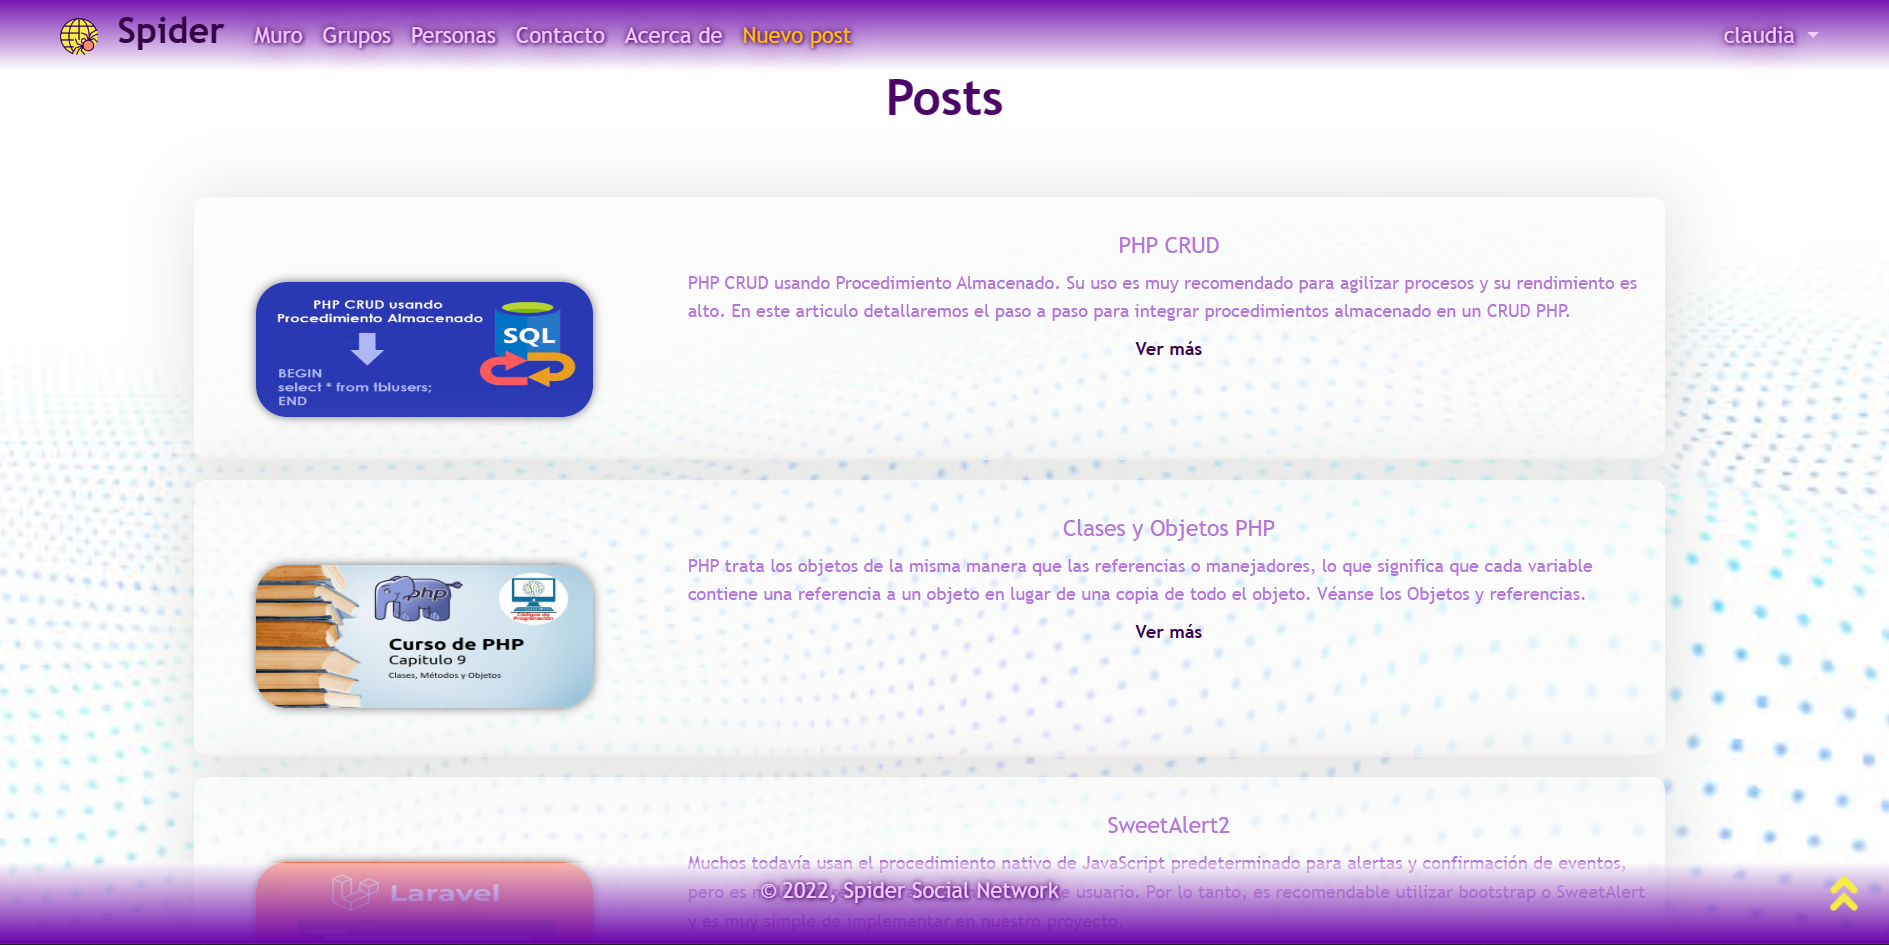 Spider Muro Grupos Personas Contacto Acerca de Nuevo post claudia
Posts
PHP CRUD usando
Procedimiento Almacenado
SQL
BEGIN
select * from tblusers;
END
PHP CRUD
PHP CRUD usando Procedimiento Almacenado. Su uso es muy recomendado para agilizar procesos y su rendimiento es
alto. En este articulo detallaremos el paso a paso para integrar procedimientos almacenado en un CRUD PHP.
Ver más
php
Códigos de
Programación
Curso de PHP
Capitulo 9
Clases, Métodos y Objetos
Clases y Objetos PHP
PHP trata los objetos de la misma manera que las referencias o manejadores, lo que significa que cada variable
contiene una referencia a un objeto en lugar de una copia de todo el objeto. Véanse los Objetos y referencias.
Ver más
Laravel
SweetAlert2
Muchos todavía usan el procedimiento nativo de JavaScript predeterminado para alertas y confirmación de eventos,
pero es de usuario. Por lo tanto, es recomendable utilizar bootstrap o SweetAlert
y es muy simple de implementar en nuestro proyecto.
© 2022, Spider Social Network